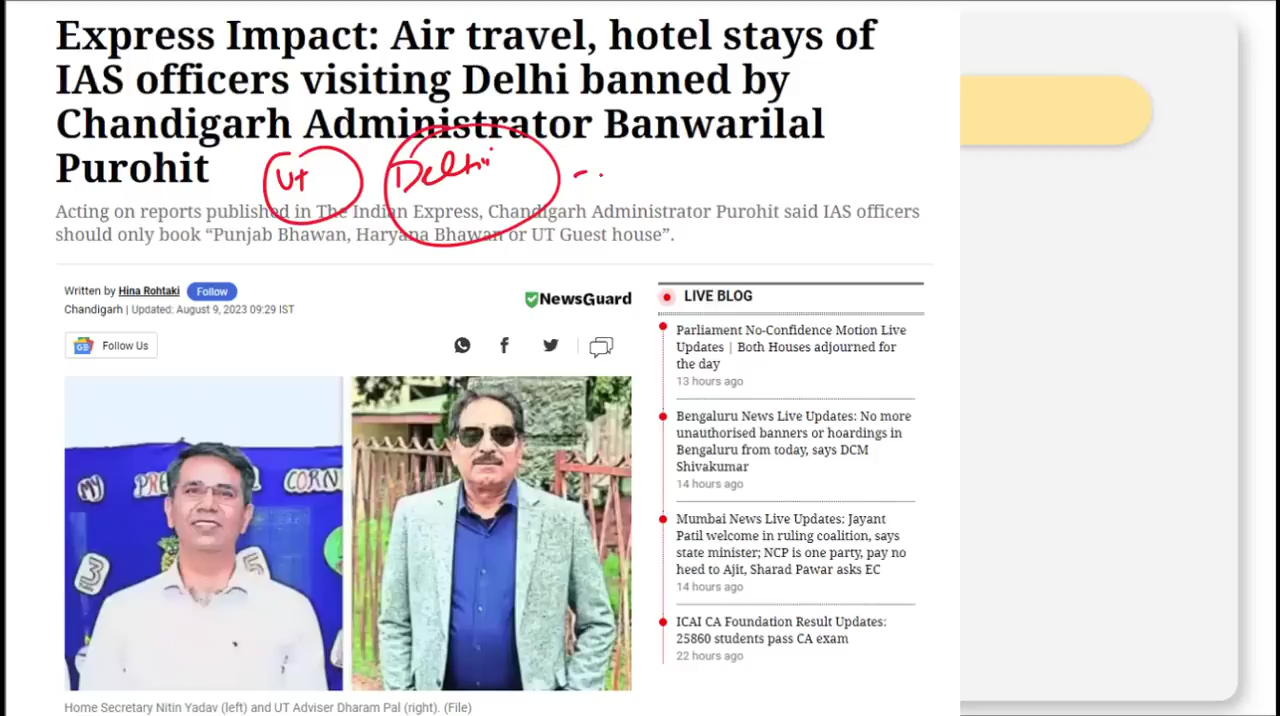 Express Impact: Air travel, hotel stays of
IAS officers visiting Delhi banned by
Chandigarh Administrator Banwarilal
Purohit
UT
Delhi
Acting on reports published in The Indian Express, Chandigarh Administrator Purohit said IAS officers
should only book “Punjab Bhawan, Haryana Bhawan or UT Guest house”.
Written by Hina Rohtaki Follow
Chandigarh | Updated: August 9, 2023 09:29 IST
Follow Us
NewsGuard
MY PRE CORN
3
5
Home Secretary Nitin Yadav (left) and UT Adviser Dharam Pal (right). (File)
LIVE BLOG
Parliament No-Confidence Motion Live
Updates | Both Houses adjourned for
the day
13 hours ago
Bengaluru News Live Updates: No more
unauthorised banners or hoardings in
Bengaluru from today, says DCM
Shivakumar
14 hours ago
Mumbai News Live Updates: Jayant
Patil welcome in ruling coalition, says
state minister; NCP is one party, pay no
heed to Ajit, Sharad Pawar asks EC
14 hours ago
ICAI CA Foundation Result Updates:
25860 students pass CA exam
22 hours ago